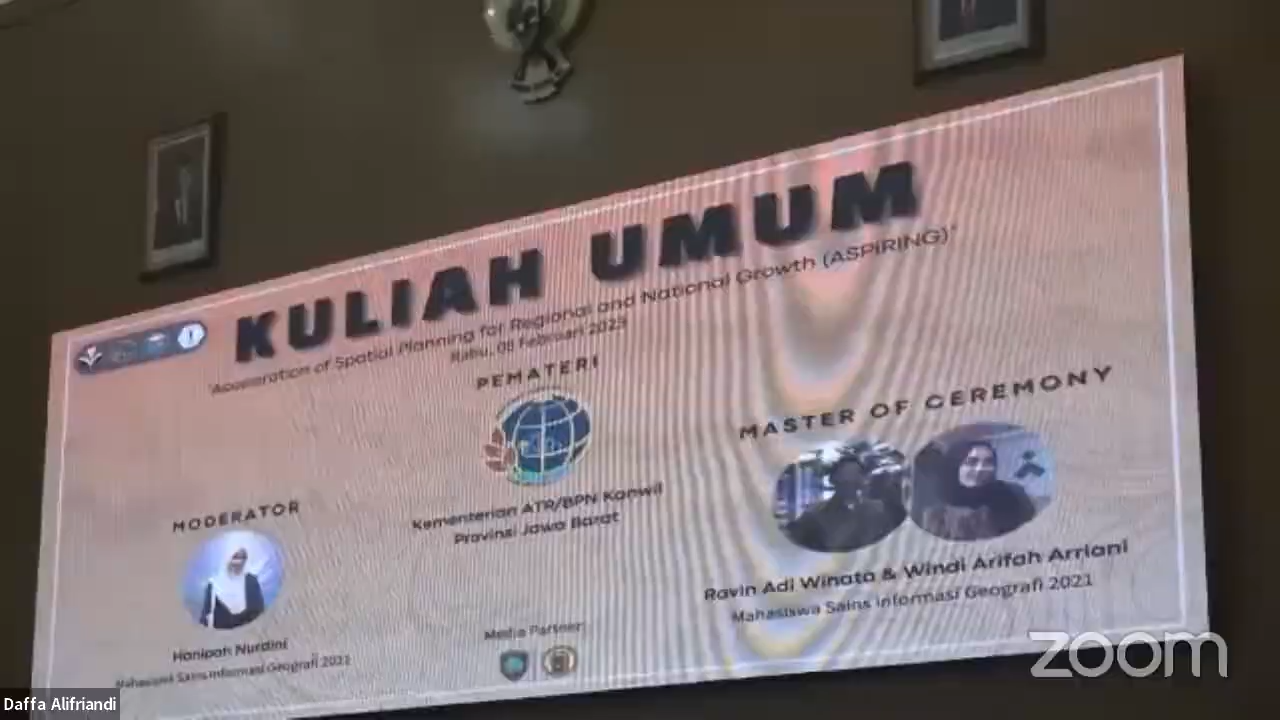 KULIAH UMUM
"Acceleration of Spatial Planning for Regional and National Growth (ASPIRING)"
Rabu, 08 Februari 2023
PEMATERI
Kementerian ATR/BPN Kanwil
Provinsi Jawa Barat
MASTER OF CEREMONY
Ravin Adi Winata & Windi Arifah Arriani
Mahasiswa Sains informasi Geografi 2021
MODERATOR
Hanipah Nurdini
Mahasiswa Sains Informasi Geografi
Media Partner:
zoom
Daffa Alifriandi